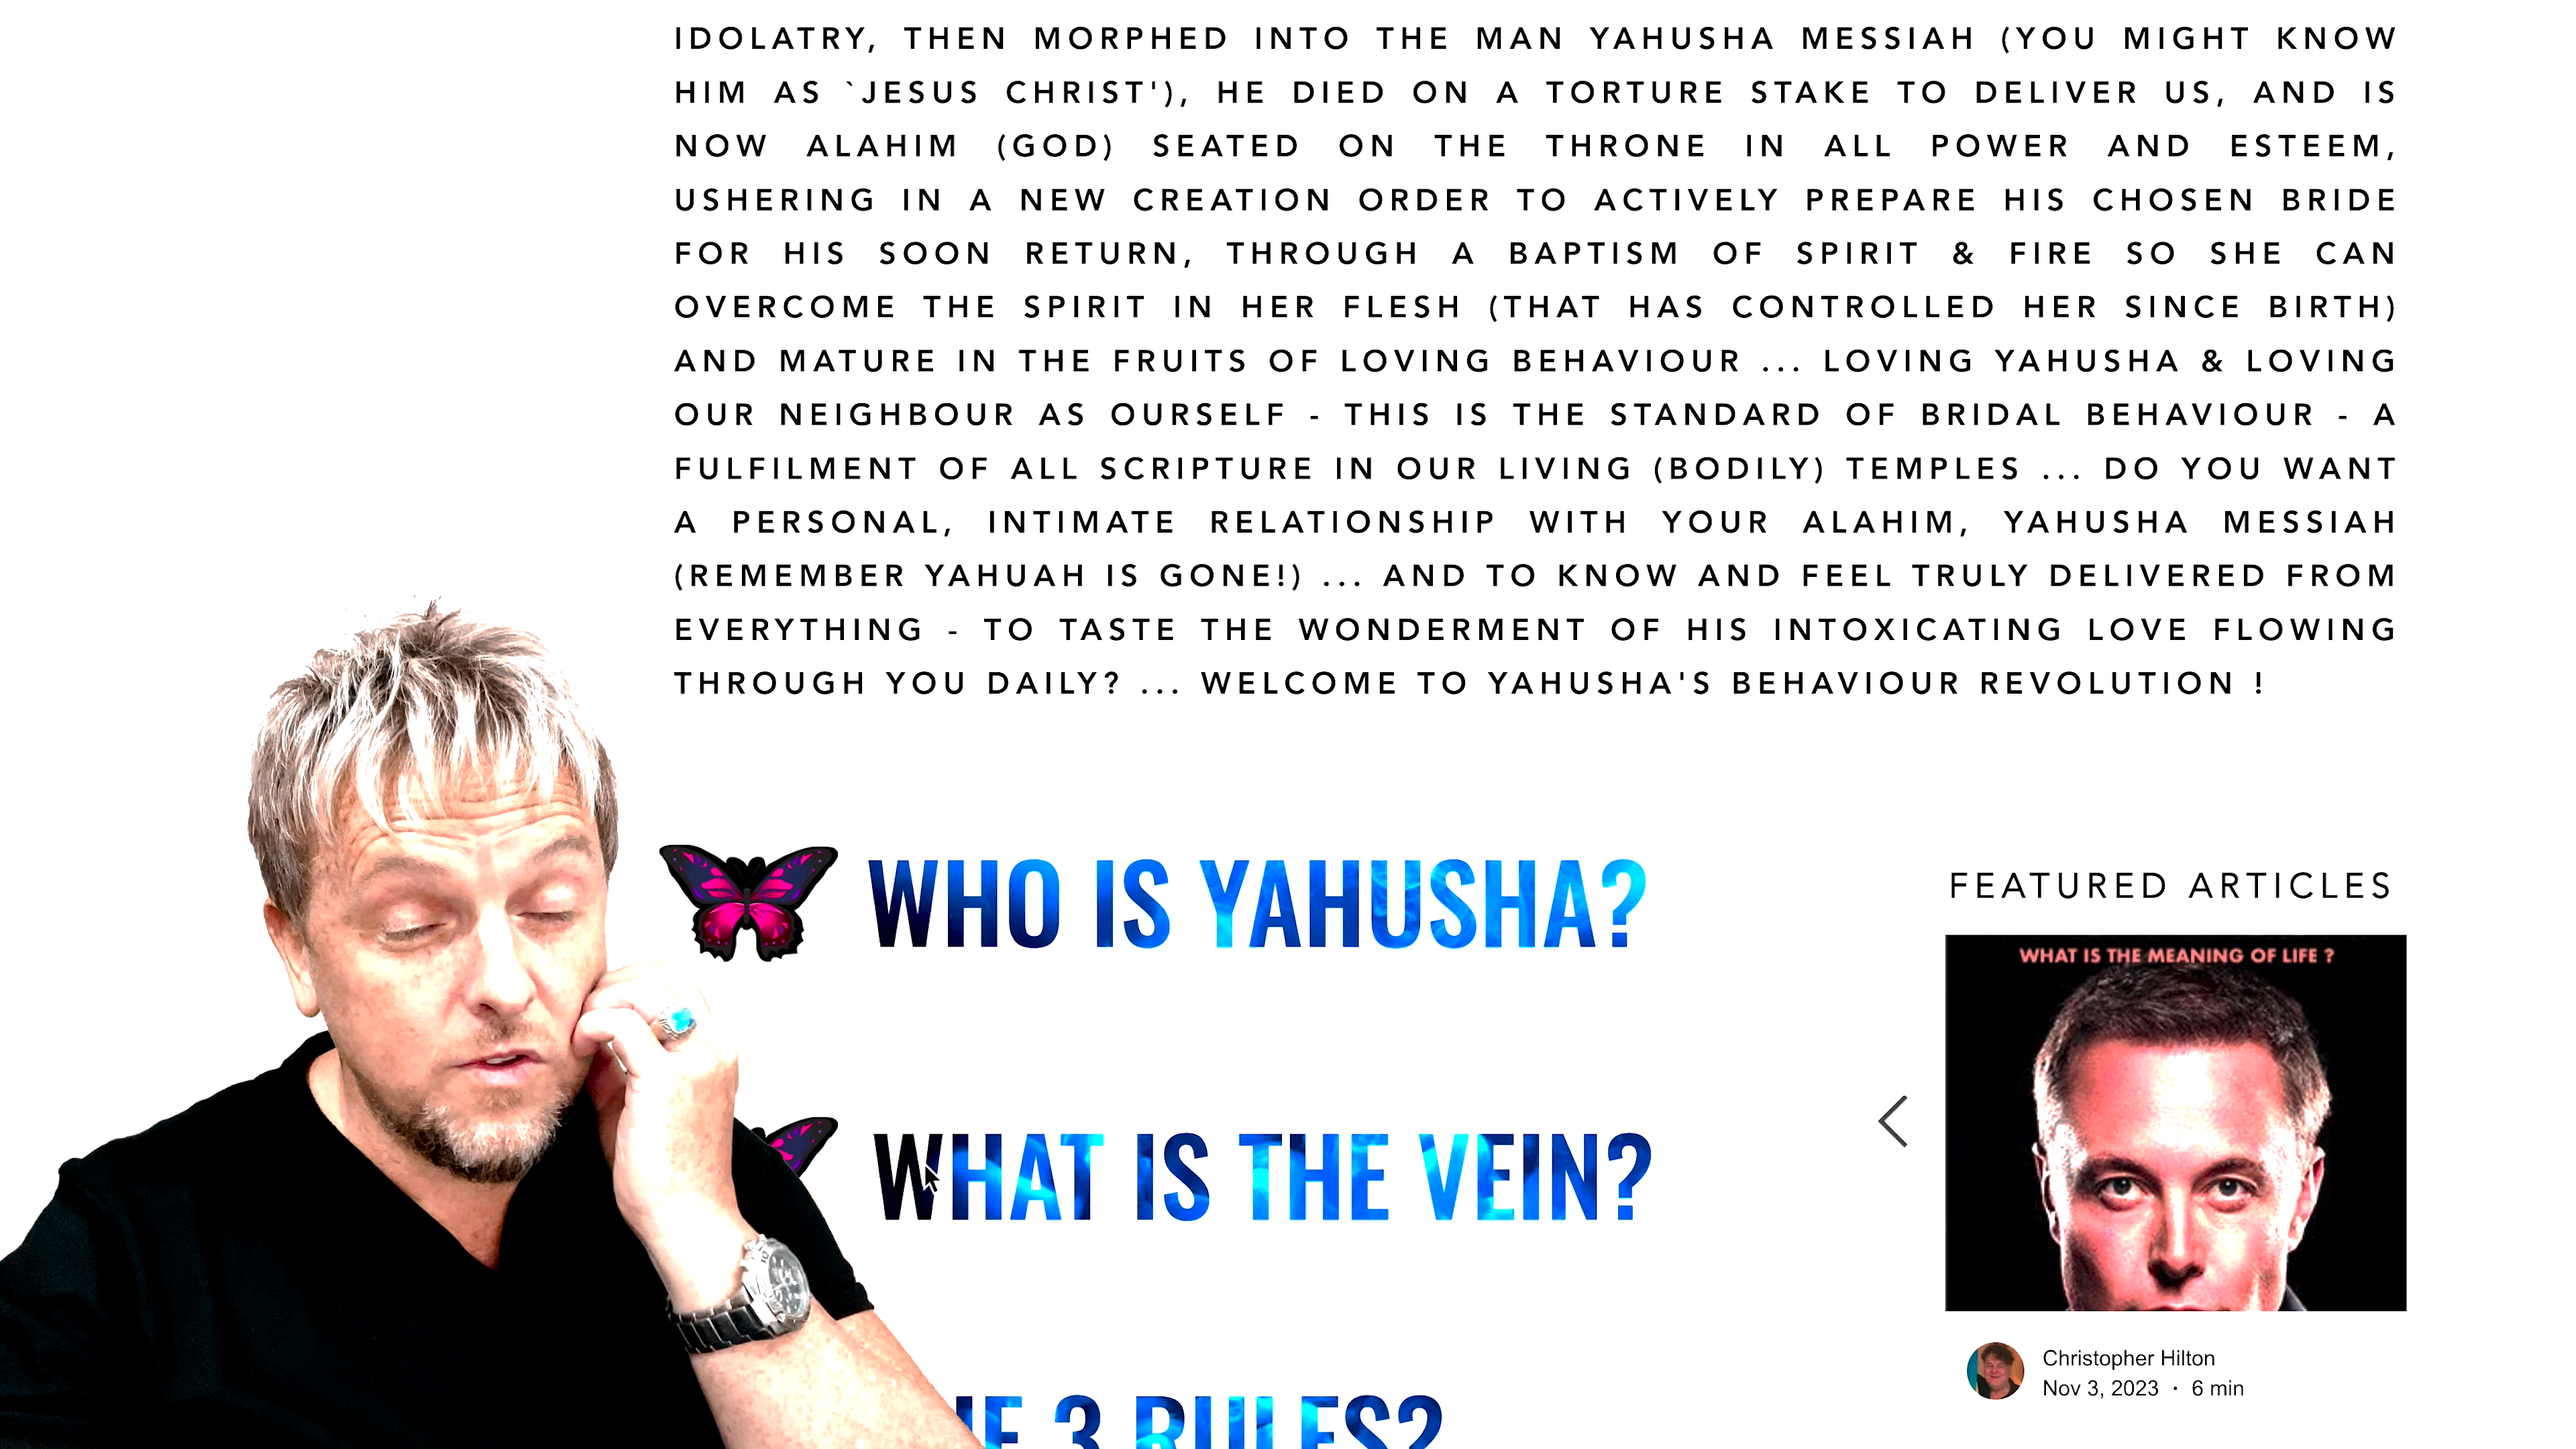 IDOLATRY, THEN MORPHED INTO THE MAN YAHUSHA MESSIAH (YOU MIGHT KNOW
HIM AS `JESUS CHRIST'), HE DIED ON A TORTURE STAKE TO DELIVER US, AND IS
NOW ALAHIM (GOD) SEATED ON THE THRONE IN ALL POWER AND ESTEEM,
USHERING IN A NEW CREATION ORDER TO ACTIVELY PREPARE HIS CHOSEN BRIDE
FOR HIS SOON RETURN, THROUGH A BAPTISM OF SPIRIT & FIRE SO SHE CAN
OVERCOME THE SPIRIT IN HER FLESH (THAT HAS CONTROLLED HER SINCE BIRTH)
AND MATURE IN THE FRUITS OF LOVING BEHAVIOUR ... LOVING YAHUSHA & LOVING
OUR NEIGHBOUR AS OURSELF - THIS IS THE STANDARD OF BRIDAL BEHAVIOUR - A
FULFILMENT OF ALL SCRIPTURE IN OUR LIVING (BODILY) TEMPLES ... DO YOU WANT
A PERSONAL, INTIMATE RELATIONSHIP WITH YOUR ALAHIM, YAHUSHA MESSIAH
(REMEMBER YAHUAH IS GONE!) ... AND TO KNOW AND FEEL TRULY DELIVERED FROM
EVERYTHING - TO TASTE THE WONDERMENT OF HIS INTOXICATING LOVE FLOWING
THROUGH YOU DAILY? ... WELCOME TO YAHUSHA'S BEHAVIOUR REVOLUTION !
WHO IS YAHUSHA?
WHAT IS THE VEIN?
3 RULES?
FEATURED ARTICLES
WHAT IS THE MEANING OF LIFE ?
Christopher Hilton
Nov 3, 2023 · 6 min